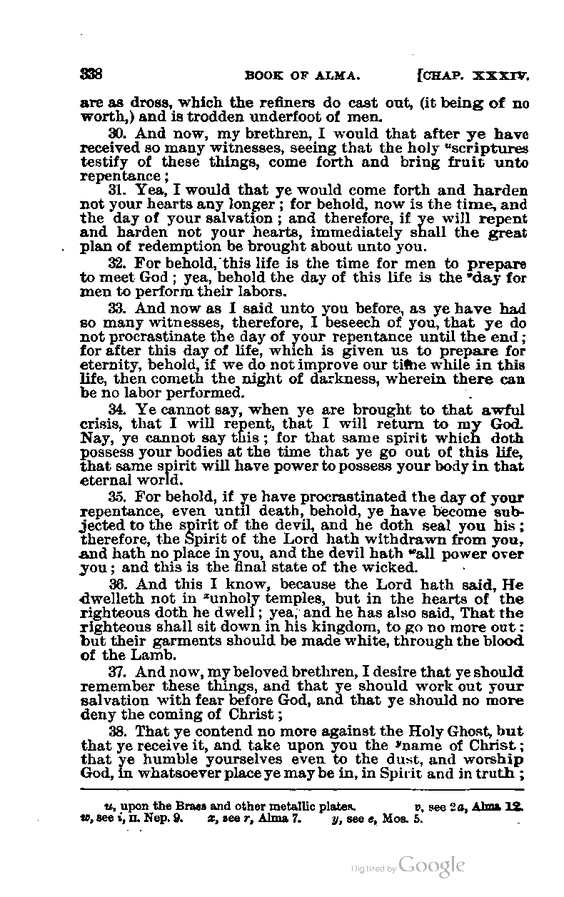 338 BOOK OF ALMA. [CHAP. XXXIV.
are as dross, which the refiners do cast out, (it being of no
worth,) and is trodden underfoot of men.
30. And now, my brethren, I would that after ye have
received so many witnesses, seeing that the holy ᵘscriptures
testify of these things, come forth and bring fruit unto
repentance;
31. Yea, I would that ye would come forth and harden
not your hearts any longer; for behold, now is the time, and
the day of your salvation; and therefore, if ye will repent
and harden not your hearts, immediately shall the great
plan of redemption be brought about unto you.
32. For behold, this life is the time for men to prepare
to meet God; yea, behold the day of this life is the ᵛday for
men to perform their labors.
33. And now as I said unto you before, as ye have had
so many witnesses, therefore, I beseech of you, that ye do
not procrastinate the day of your repentance until the end;
for after this day of life, which is given us to prepare for
eternity, behold, if we do not improve our time while in this
life, then cometh the night of darkness, wherein there can
be no labor performed.
34. Ye cannot say, when ye are brought to that awful
crisis, that I will repent, that I will return to my God.
Nay, ye cannot say this; for that same spirit which doth
possess your bodies at the time that ye go out of this life,
that same spirit will have power to possess your body in that
eternal world.
35. For behold, if ye have procrastinated the day of your
repentance, even until death, behold, ye have become sub-
jected to the spirit of the devil, and he doth seal you his;
therefore, the Spirit of the Lord hath withdrawn from you,
and hath no place in you, and the devil hath ʷall power over
you; and this is the final state of the wicked.
36. And this I know, because the Lord hath said, He
dwelleth not in ˣunholy temples, but in the hearts of the
righteous doth he dwell; yea, and he has also said, That the
righteous shall sit down in his kingdom, to go no more out;
but their garments should be made white, through the blood
of the Lamb.
37. And now, my beloved brethren, I desire that ye should
remember these things, and that ye should work out your
salvation with fear before God, and that ye should no more
deny the coming of Christ;
38. That ye contend no more against the Holy Ghost, but
that ye receive it, and take upon you the ʸname of Christ;
that ye humble yourselves even to the dust, and worship
God, in whatsoever place ye may be in, in Spirit and in truth;
u, upon the Brass and other metallic plates. v, see 2a, Alma 12.
w, see i, II. Nep. 9. x, see r, Alma 7. y, see e, Mos. 5.
Digitized by Google